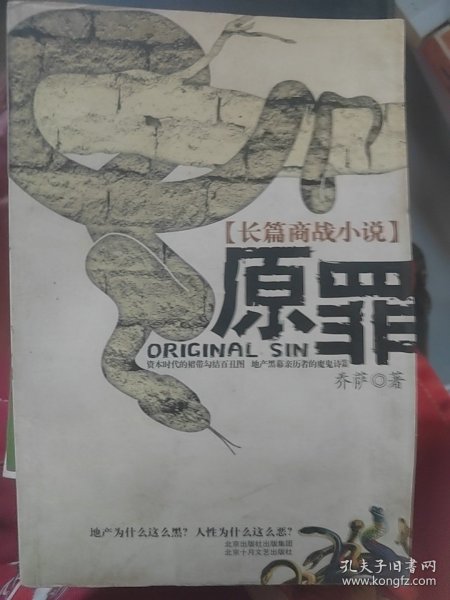 【长篇商战小说】
原罪
ORIGINAL SIN
资本时代的裙带勾结百丑图 地产黑幕亲历者的魔鬼诗篇
乔萨◎著
地产为什么这么黑？人性为什么这么恶？
北京出版社出版集团
北京十月文艺出版社
孔夫子旧书网
www.kongfz.com